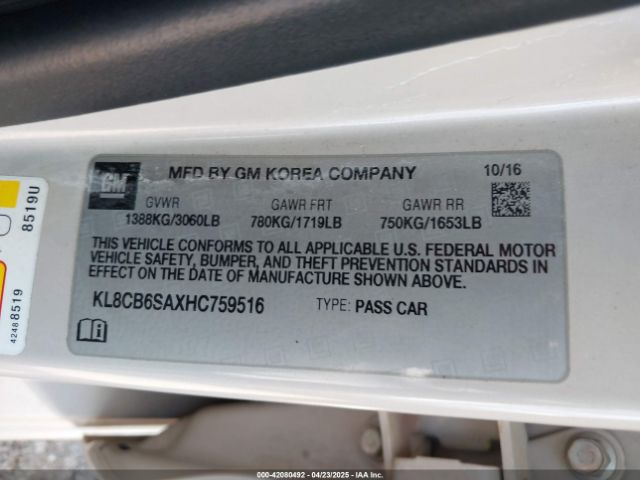 GM
MFD BY GM KOREA COMPANY
10/16
GVWR
GAWR FRT
GAWR RR
1388KG/3060LB
780KG/1719LB
750KG/1653LB
THIS VEHICLE CONFORMS TO ALL APPLICABLE U.S. FEDERAL MOTOR
VEHICLE SAFETY, BUMPER, AND THEFT PREVENTION STANDARDS IN
EFFECT ON THE DATE OF MANUFACTURE SHOWN ABOVE.
KL8CB6SAXHC759516
TYPE: PASS CAR
8519U
42488519
000-42080492 - 04/23/2025 - IAA Inc.